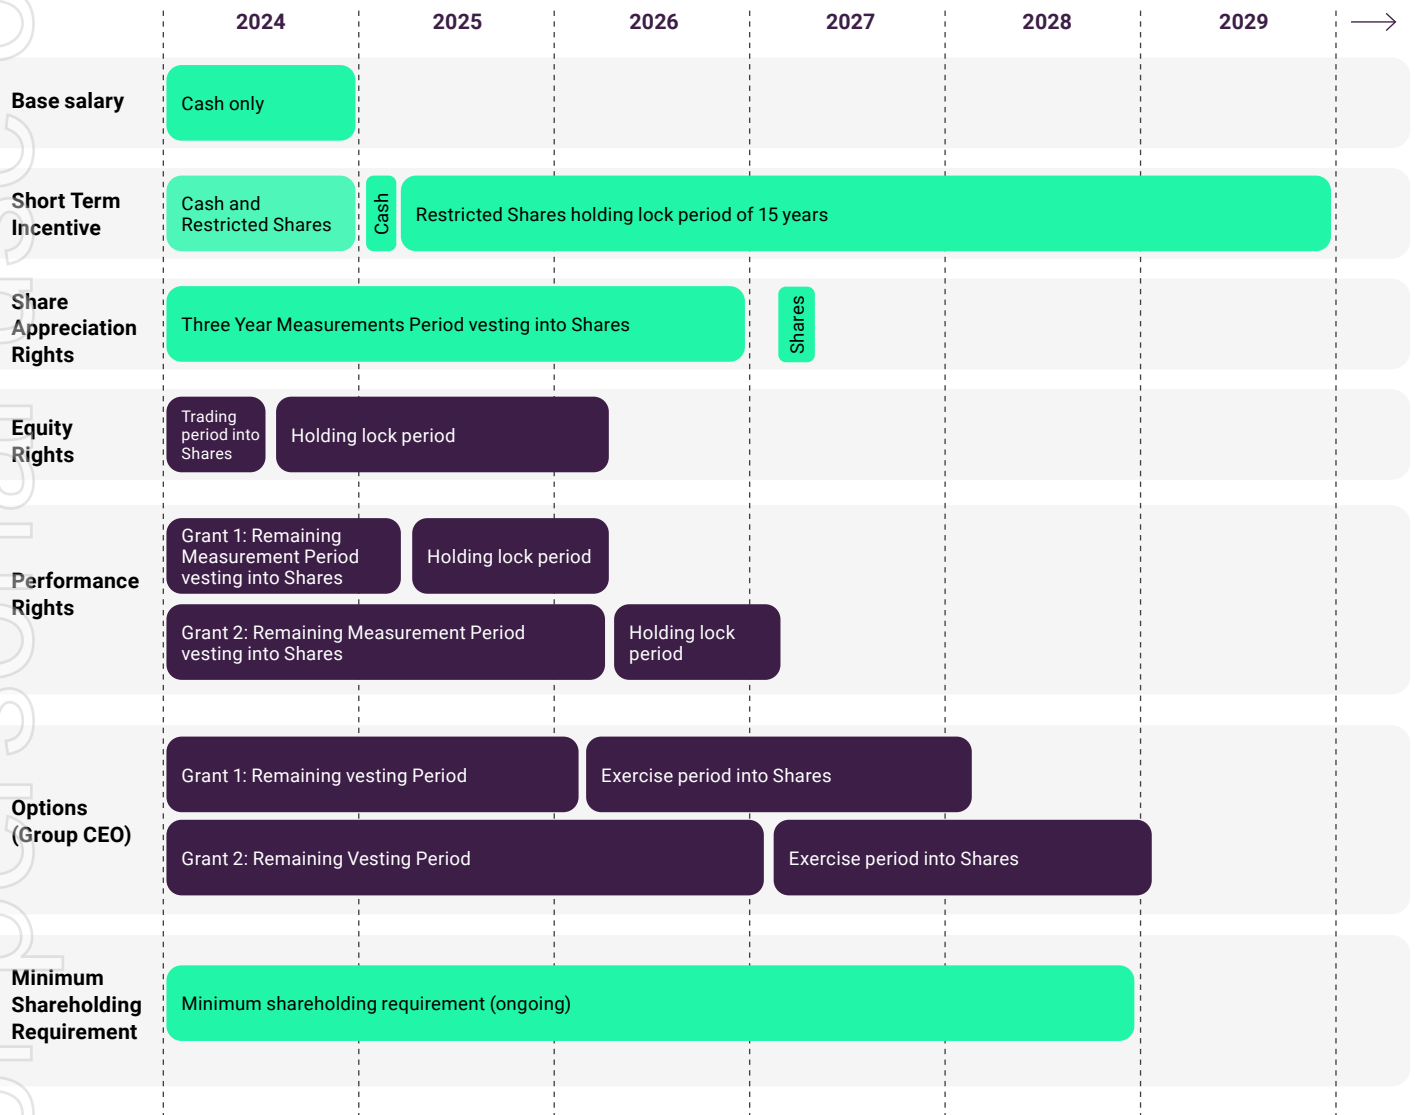 2024 2025 2026 2027 2028 2029
Base salary
Cash only
Short Term
Incentive
Cash and
Restricted Shares
Cash
Restricted Shares holding lock period of 15 years
Share
Appreciation
Rights
Three Year Measurements Period vesting into Shares
Shares
Equity
Rights
Trading
period into
Shares
Holding lock period
Performance
Rights
Grant 1: Remaining
Measurement Period
vesting into Shares
Holding lock period
Grant 2: Remaining Measurement Period
vesting into Shares
Holding lock
period
Options
(Group CEO)
Grant 1: Remaining vesting Period
Exercise period into Shares
Grant 2: Remaining Vesting Period
Exercise period into Shares
Minimum
Shareholding
Requirement
Minimum shareholding requirement (ongoing)